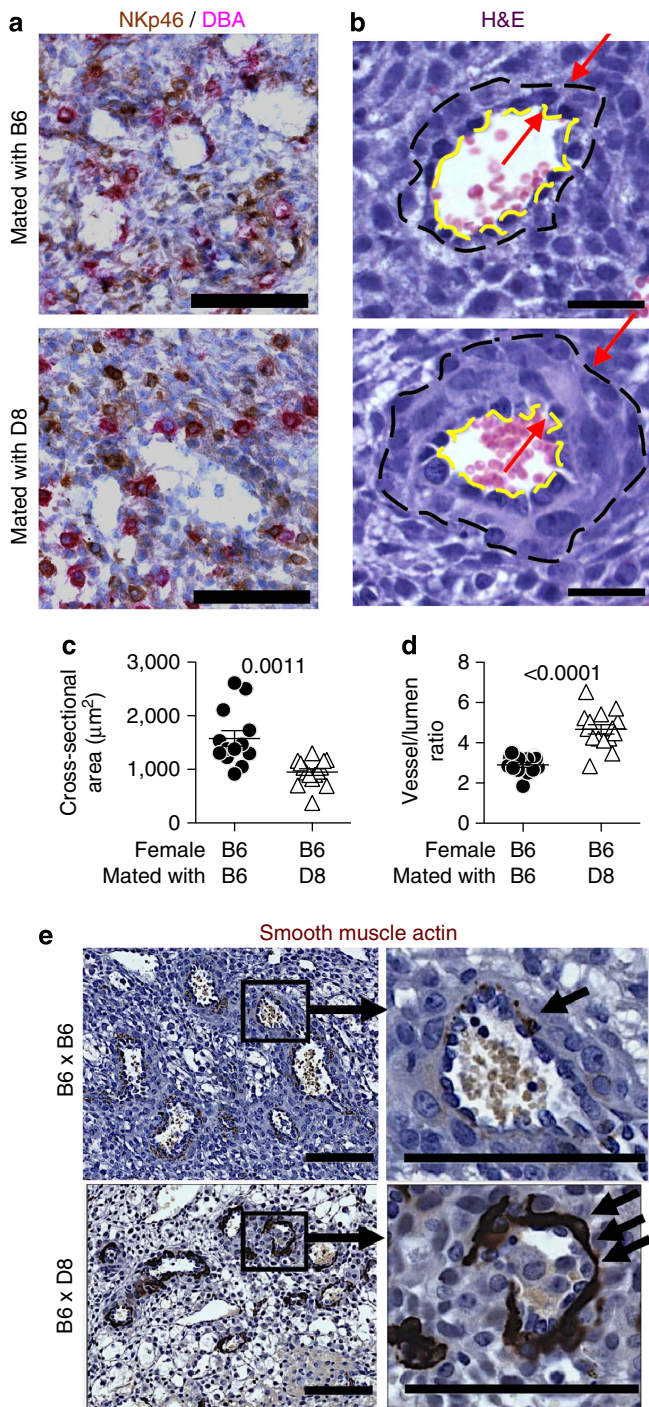 a
NKp46 / DBA
b
H&E
Mated with B6
Mated with D8
c
Cross-sectional
area (μm²)
3,000
2,000
1,000
0
0.0011
Female B6 B6
Mated with B6 D8
d
Vessel/lumen
ratio
8
6
4
2
0
<0.0001
Female B6 B6
Mated with B6 D8
e
Smooth muscle actin
B6 x B6
B6 x D8